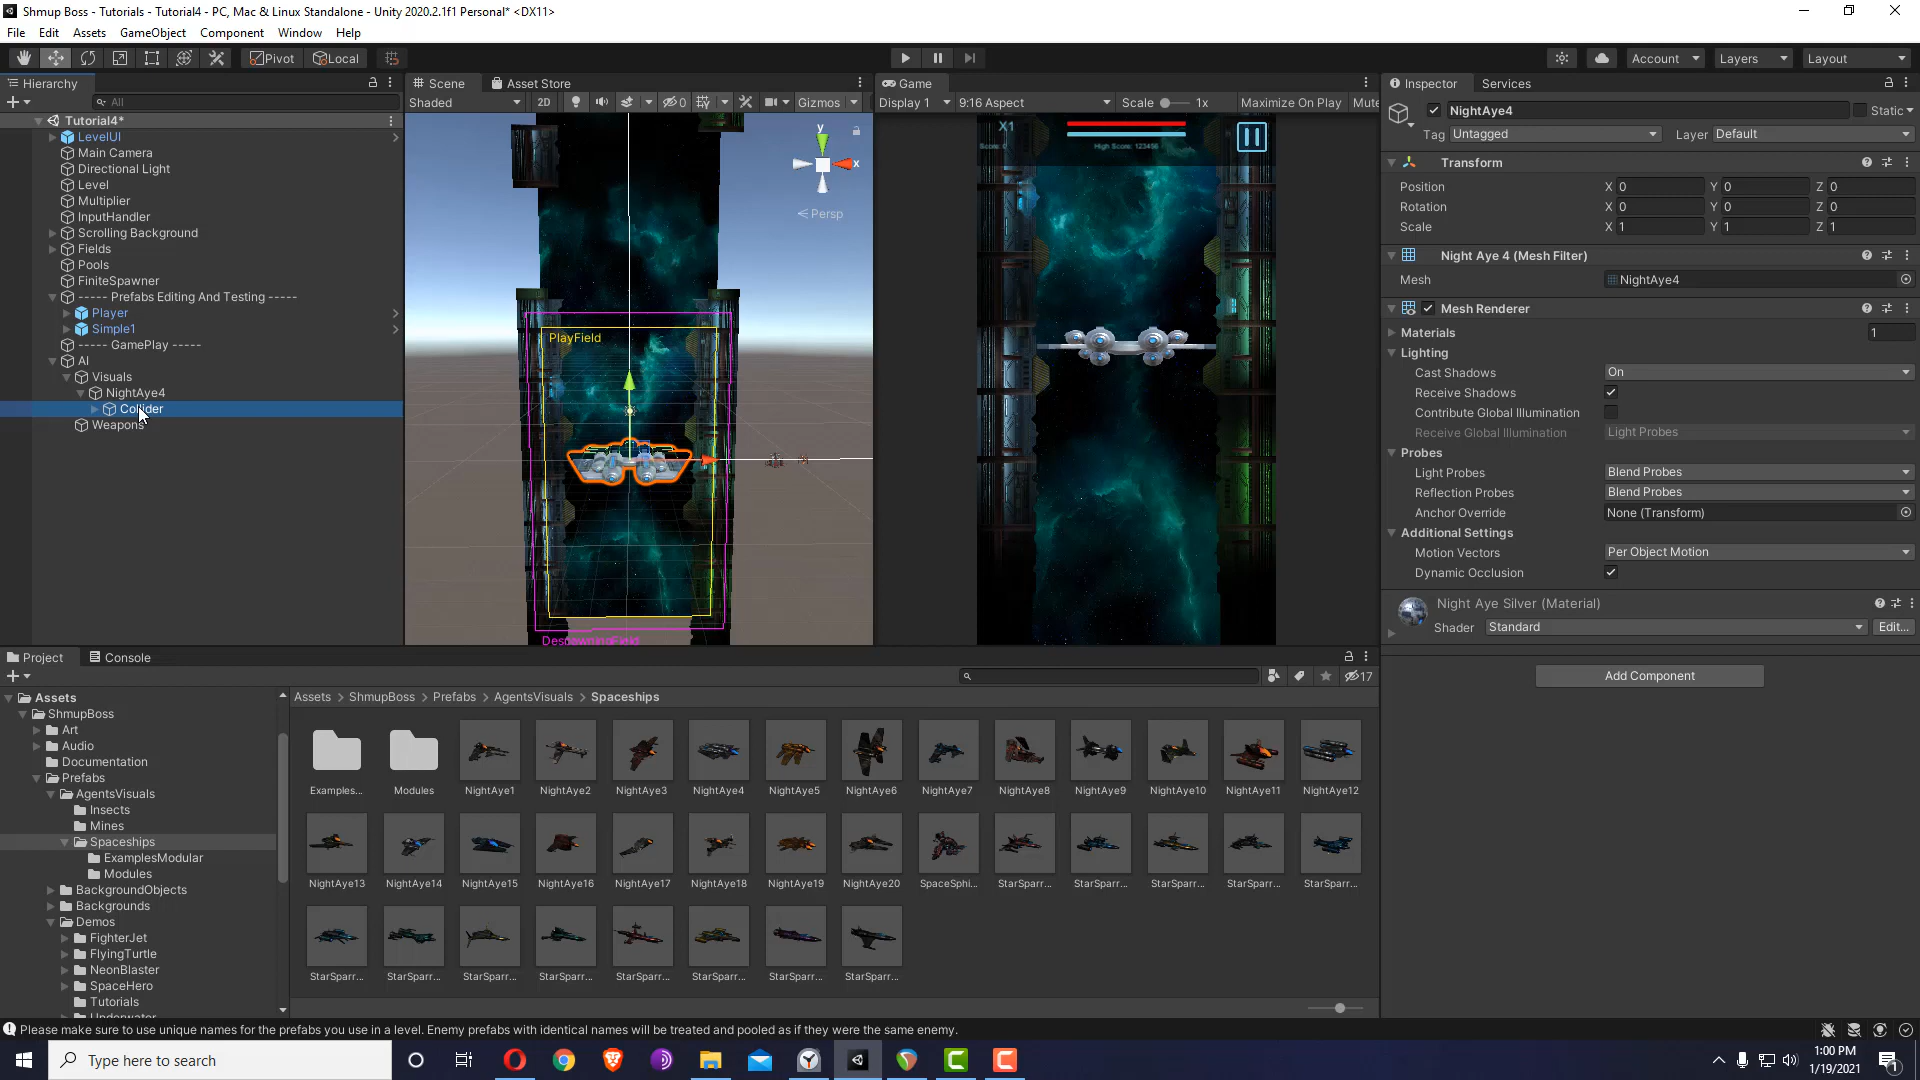 Shmup Boss - Tutorials - Tutorial4 - PC, Mac & Linux Standalone - Unity 2020.2.1f1 Personal* <DX11>
File Edit Assets GameObject Component Window Help
Pivot Local Account Layers Layout
Hierarchy
All
Tutorial4*
LevelUI
Main Camera
Directional Light
Level
Multiplier
InputHandler
Scrolling Background
Fields
Pools
FiniteSpawner
----- Prefabs Editing And Testing -----
Player
Simple1
----- GamePlay -----
AI
Visuals
NightAye4
Collider
Weapons
Scene Asset Store
Shaded 2D 0 Gizmos
y
x
Persp
PlayField
DespawningField
Game
Display 1 9:16 Aspect Scale 1x Maximize On Play Mute
X1
Score: 0 High Score: 123456
Inspector Services
NightAye4 Static
Tag Untagged Layer Default
Transform
Position X 0 Y 0 Z 0
Rotation X 0 Y 0 Z 0
Scale X 1 Y 1 Z 1
Night Aye 4 (Mesh Filter)
Mesh NightAye4
Mesh Renderer
Materials 1
Lighting
Cast Shadows On
Receive Shadows
Contribute Global Illumination
Receive Global Illumination Light Probes
Probes
Light Probes Blend Probes
Reflection Probes Blend Probes
Anchor Override None (Transform)
Additional Settings
Motion Vectors Per Object Motion
Dynamic Occlusion
Night Aye Silver (Material)
Shader Standard Edit...
Add Component
Project Console
17
Assets
ShmupBoss
Art
Audio
Documentation
Prefabs
AgentsVisuals
Insects
Mines
Spaceships
ExamplesModular
Modules
BackgroundObjects
Backgrounds
Demos
FighterJet
FlyingTurtle
NeonBlaster
SpaceHero
Tutorials
Underwater
Assets > ShmupBoss > Prefabs > AgentsVisuals > Spaceships
Examples... Modules NightAye1 NightAye2 NightAye3 NightAye4 NightAye5 NightAye6 NightAye7 NightAye8 NightAye9 NightAye10 NightAye11 NightAye12
NightAye13 NightAye14 NightAye15 NightAye16 NightAye17 NightAye18 NightAye19 NightAye20 SpaceSphi... StarSparr... StarSparr... StarSparr... StarSparr... StarSparr...
StarSparr... StarSparr... StarSparr... StarSparr... StarSparr... StarSparr... StarSparr... StarSparr...
Please make sure to use unique names for the prefabs you use in a level. Enemy prefabs with identical names will be treated and pooled as if they were the same enemy.
Type here to search
1:00 PM
1/19/2021
1